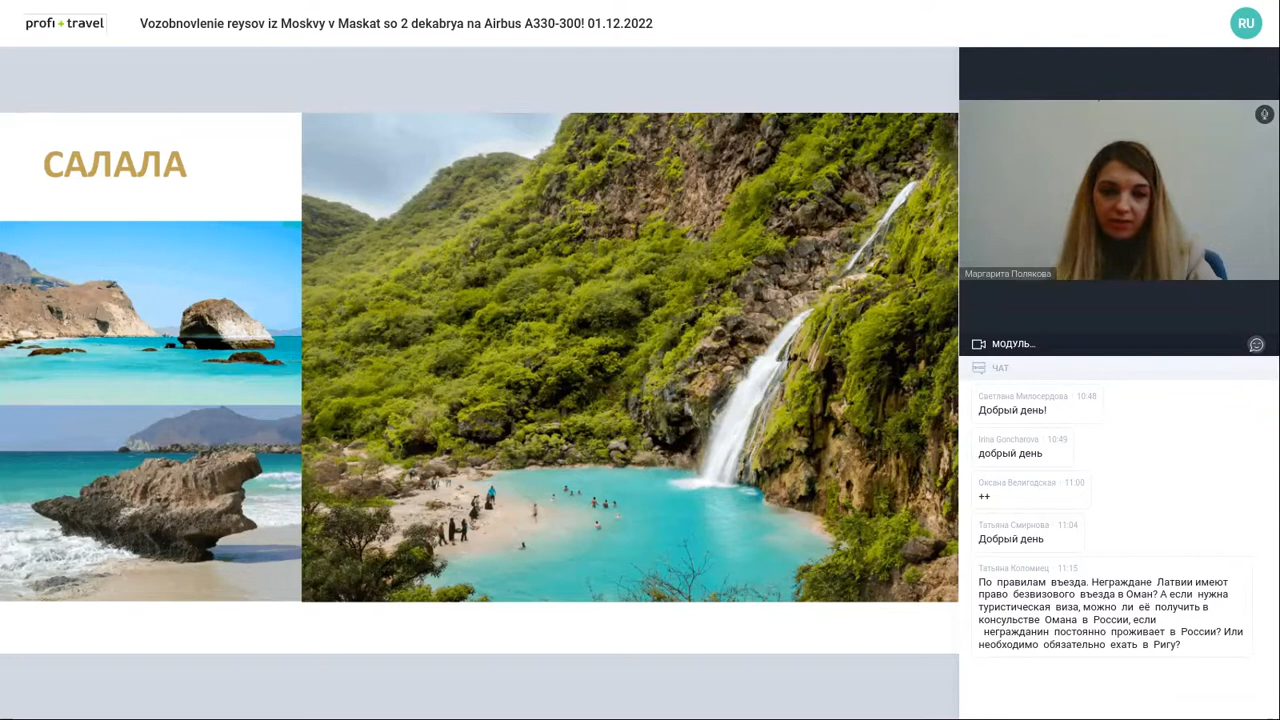 profi travel
Vozobnovlenie reysov iz Moskvy v Maskat so 2 dekabrya na Airbus A330-300! 01.12.2022
RU
САЛАЛА
Маргарита Полякова
МОДУЛЬ...
ЧАТ
Светлана Милосердова 10:48
Добрый день!
Irina Goncharova 10:49
добрый день
Оксана Велигодская 11:00
++
Татьяна Смирнова 11:04
Добрый день
Татьяна Коломиец 11:15
По правилам въезда. Неграждане Латвии имеют
право безвизового въезда в Оман? А если нужна
туристическая виза, можно ли её получить в
консульстве Омана в России, если
негражданин постоянно проживает в России? Или
необходимо обязательно ехать в Ригу?